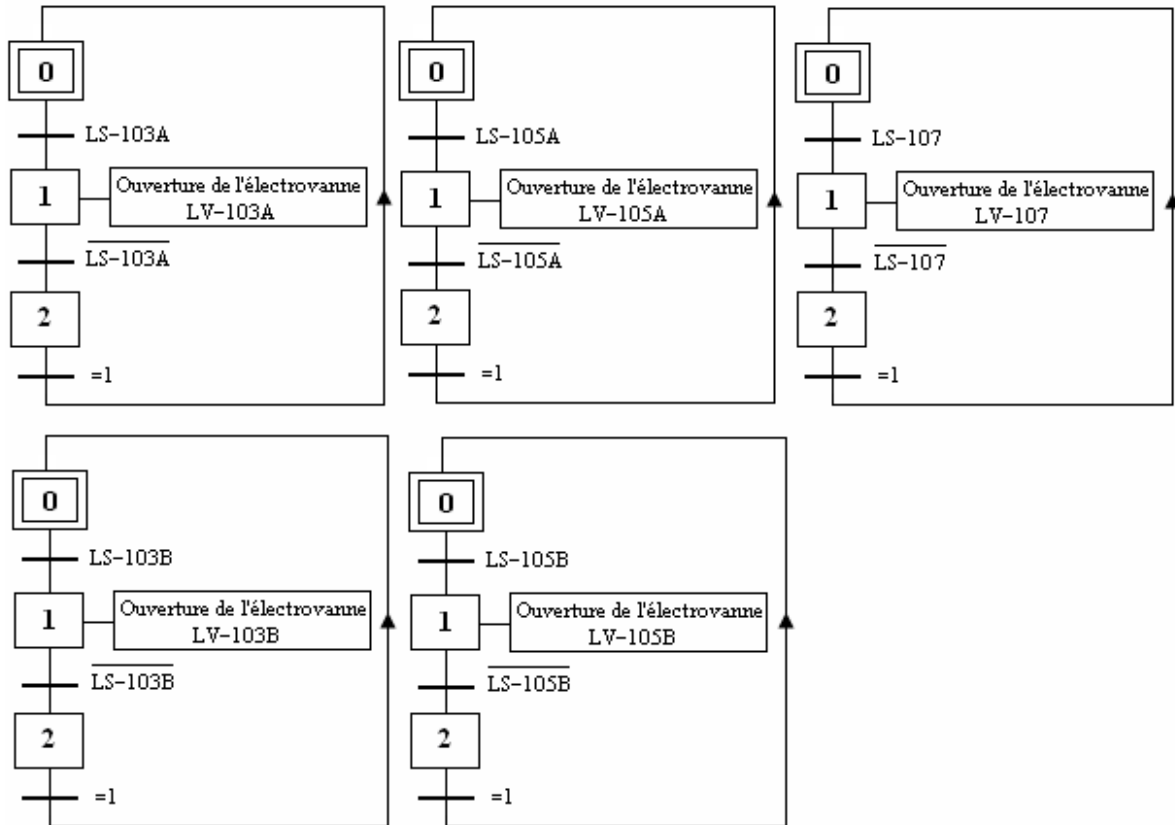 0
LS-103A
1
Ouverture de l'électrovanne
LV-103A
LS-103A
2
=1
0
LS-105A
1
Ouverture de l'électrovanne
LV-105A
LS-105A
2
=1
0
LS-107
1
Ouverture de l'électrovanne
LV-107
LS-107
2
=1
0
LS-103B
1
Ouverture de l'électrovanne
LV-103B
LS-103B
2
=1
0
LS-105B
1
Ouverture de l'électrovanne
LV-105B
LS-105B
2
=1